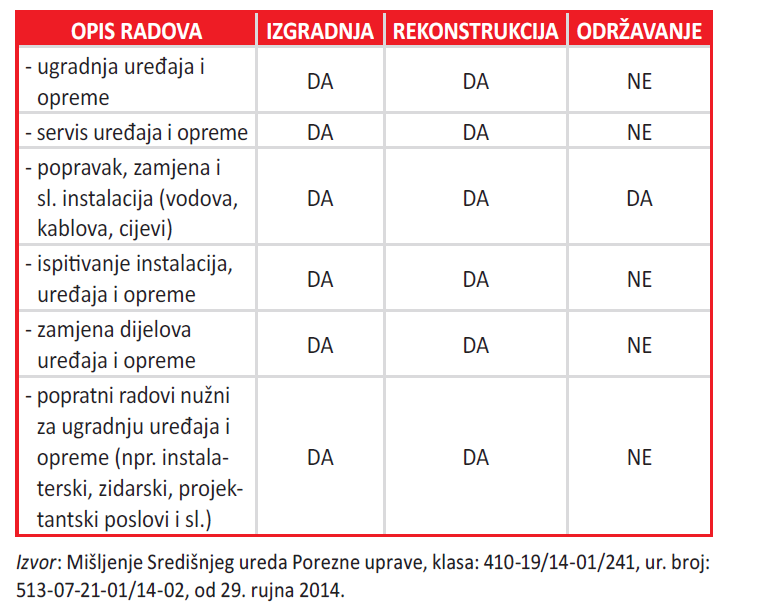 OPIS RADOVA IZGRADNJA REKONSTRUKCIJA ODRŽAVANJE
- ugradnja uređaja i
opreme DA DA NE
- servis uređaja i opreme DA DA NE
- popravak, zamjena i
sl. instalacija (vodova, DA DA DA
kablova, cijevi)
- ispitivanje instalacija,
uređaja i opreme DA DA NE
- zamjena dijelova
uređaja i opreme DA DA NE
- popratni radovi nužni
za ugradnju uređaja i
opreme (npr. instala- DA DA NE
terski, zidarski, projek-
tantski poslovi i sl.)
Izvor: Mišljenje Središnjeg ureda Porezne uprave, klasa: 410-19/14-01/241, ur. broj:
513-07-21-01/14-02, od 29. rujna 2014.